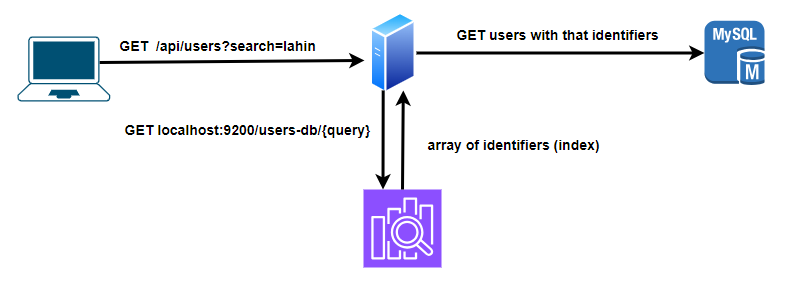 GET /api/users?search=lahin
GET users with that identifiers
MySQL
M
GET localhost:9200/users-db/{query}
array of identifiers (index)